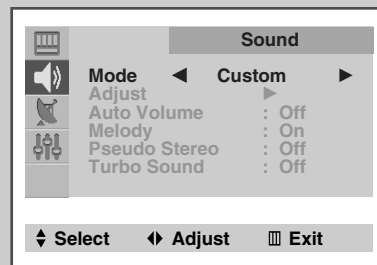 Sound
Mode ◀ Custom ▶
Adjust ▶
Auto Volume : Off
Melody : On
Pseudo Stereo : Off
Turbo Sound : Off
Select Adjust Exit